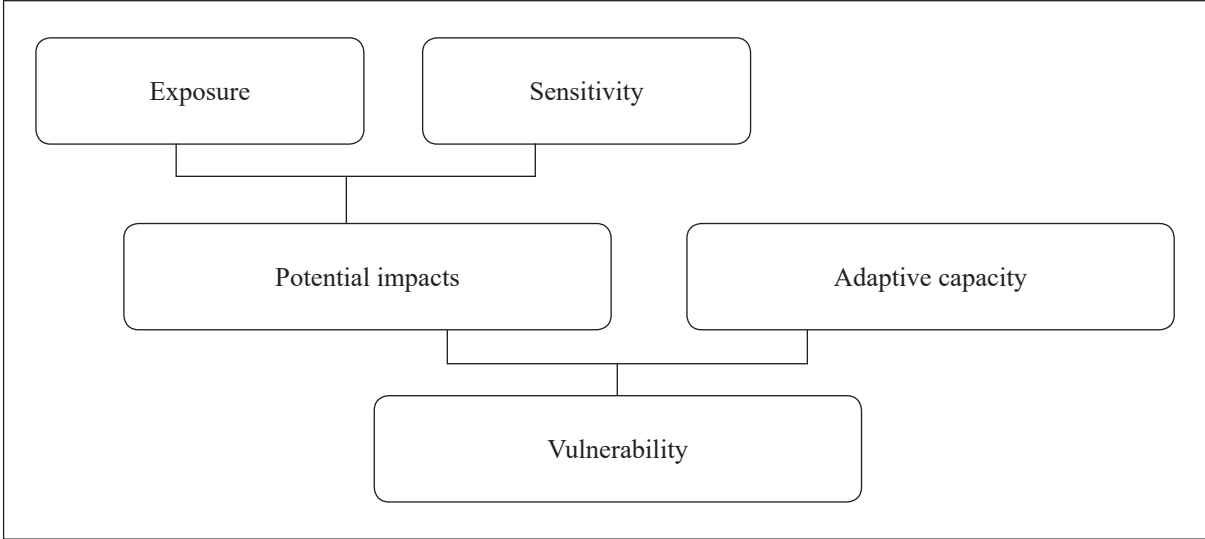 Exposure
Sensitivity
Potential impacts
Adaptive capacity
Vulnerability